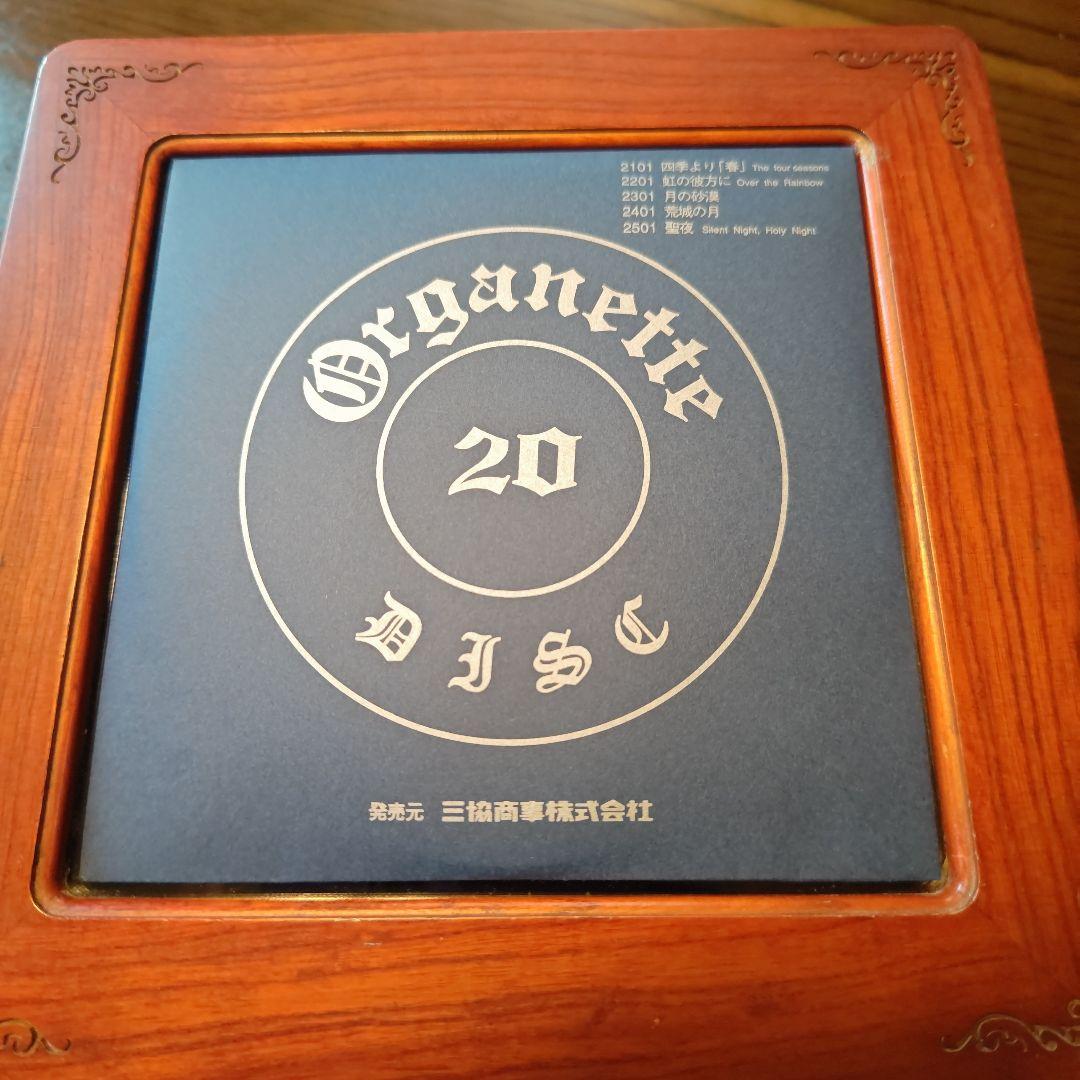 2101 四季より「春」 The four seasons
2201 虹の彼方に Over the Rainbow
2301 月の砂漠
2401 荒城の月
2501 聖夜 Silent Night, Holy Night
Organette
20
DISC
発売元 三協商事株式会社